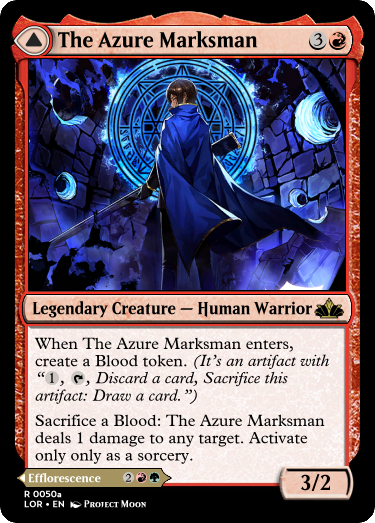 The Azure Marksman 3
Legendary Creature — Human Warrior
When The Azure Marksman enters,
create a Blood token. (It's an artifact with
“1, , Discard a card, Sacrifice this
artifact: Draw a card.”)
Sacrifice a Blood: The Azure Marksman
deals 1 damage to any target. Activate
only only as a sorcery.
Efflorescence 2
3/2
R 0050a
LOR • EN Project Moon